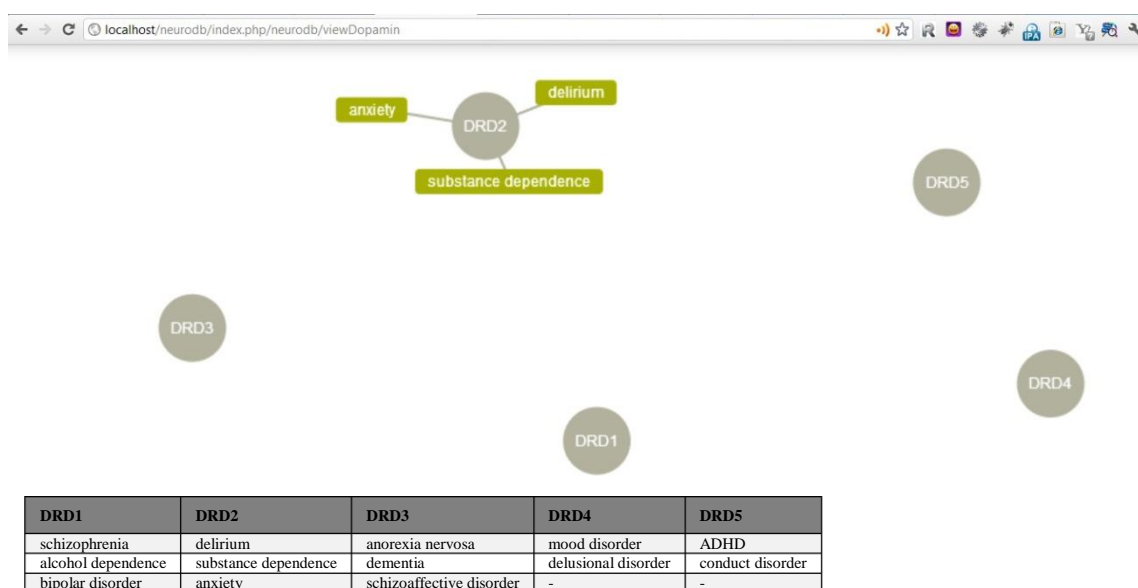 localhost/neurodb/index.php/neurodb/viewDopamin
delirium
anxiety
DRD2
substance dependence
DRD5
DRD3
DRD4
DRD1
DRD1 DRD2 DRD3 DRD4 DRD5
schizophrenia delirium anorexia nervosa mood disorder ADHD
alcohol dependence substance dependence dementia delusional disorder conduct disorder
bipolar disorder anxiety schizoaffective disorder - -